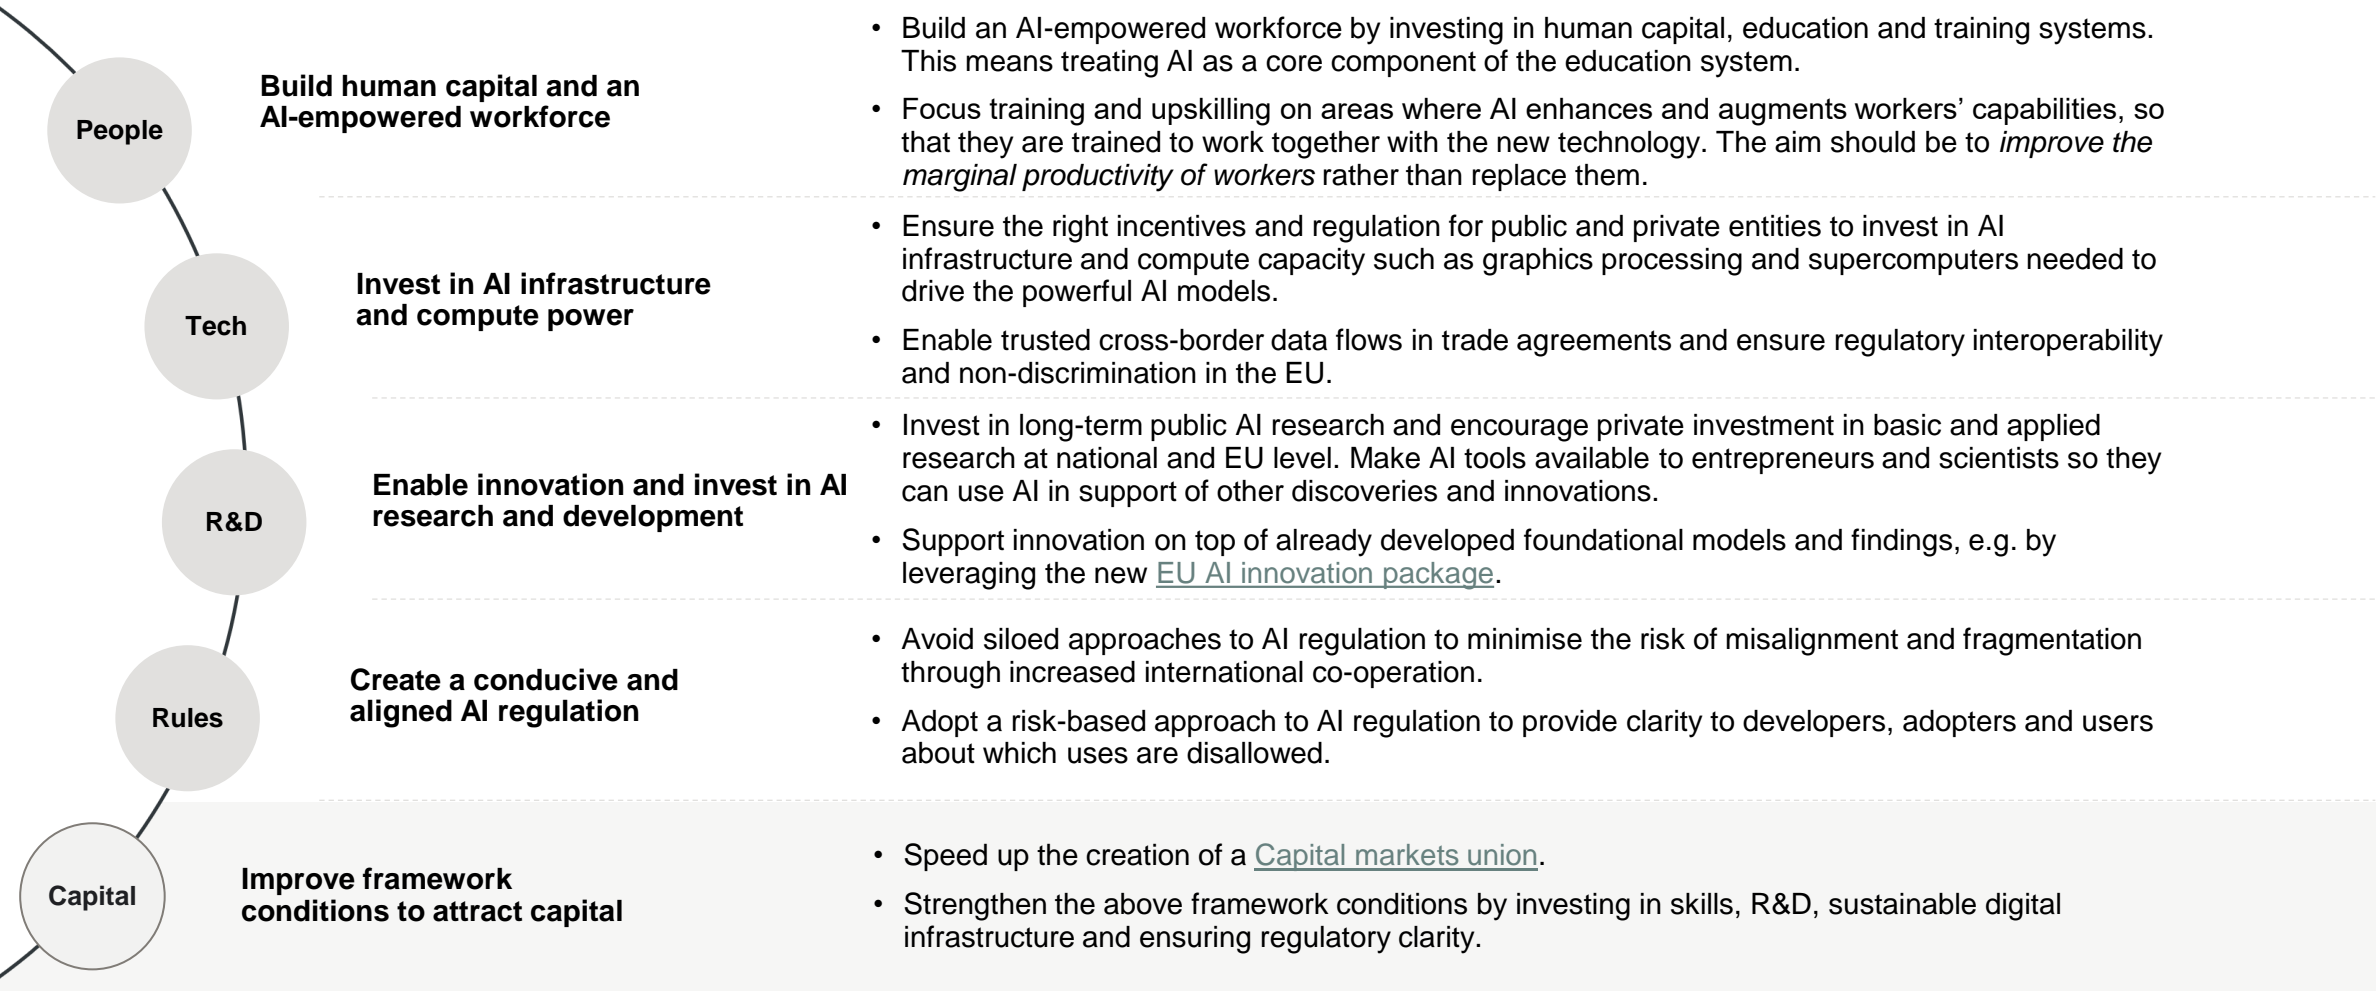 People
Build human capital and an
AI-empowered workforce
• Build an AI-empowered workforce by investing in human capital, education and training systems.
This means treating AI as a core component of the education system.
• Focus training and upskilling on areas where AI enhances and augments workers’ capabilities, so
that they are trained to work together with the new technology. The aim should be to improve the
marginal productivity of workers rather than replace them.
Tech
Invest in AI infrastructure
and compute power
• Ensure the right incentives and regulation for public and private entities to invest in AI
infrastructure and compute capacity such as graphics processing and supercomputers needed to
drive the powerful AI models.
• Enable trusted cross-border data flows in trade agreements and ensure regulatory interoperability
and non-discrimination in the EU.
R&D
Enable innovation and invest in AI
research and development
• Invest in long-term public AI research and encourage private investment in basic and applied
research at national and EU level. Make AI tools available to entrepreneurs and scientists so they
can use AI in support of other discoveries and innovations.
• Support innovation on top of already developed foundational models and findings, e.g. by
leveraging the new EU AI innovation package.
Rules
Create a conducive and
aligned AI regulation
• Avoid siloed approaches to AI regulation to minimise the risk of misalignment and fragmentation
through increased international co-operation.
• Adopt a risk-based approach to AI regulation to provide clarity to developers, adopters and users
about which uses are disallowed.
Capital
Improve framework
conditions to attract capital
• Speed up the creation of a Capital markets union.
• Strengthen the above framework conditions by investing in skills, R&D, sustainable digital
infrastructure and ensuring regulatory clarity.